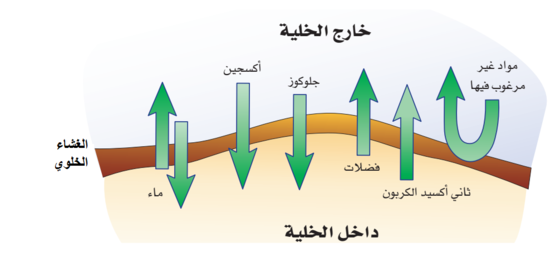 خارج الخلية
مواد غير
مرغوب فيها
أكسجين
جلوكوز
الغشاء
الخلوي
فضلات
ماء
ثاني أكسيد الكربون
داخل الخلية